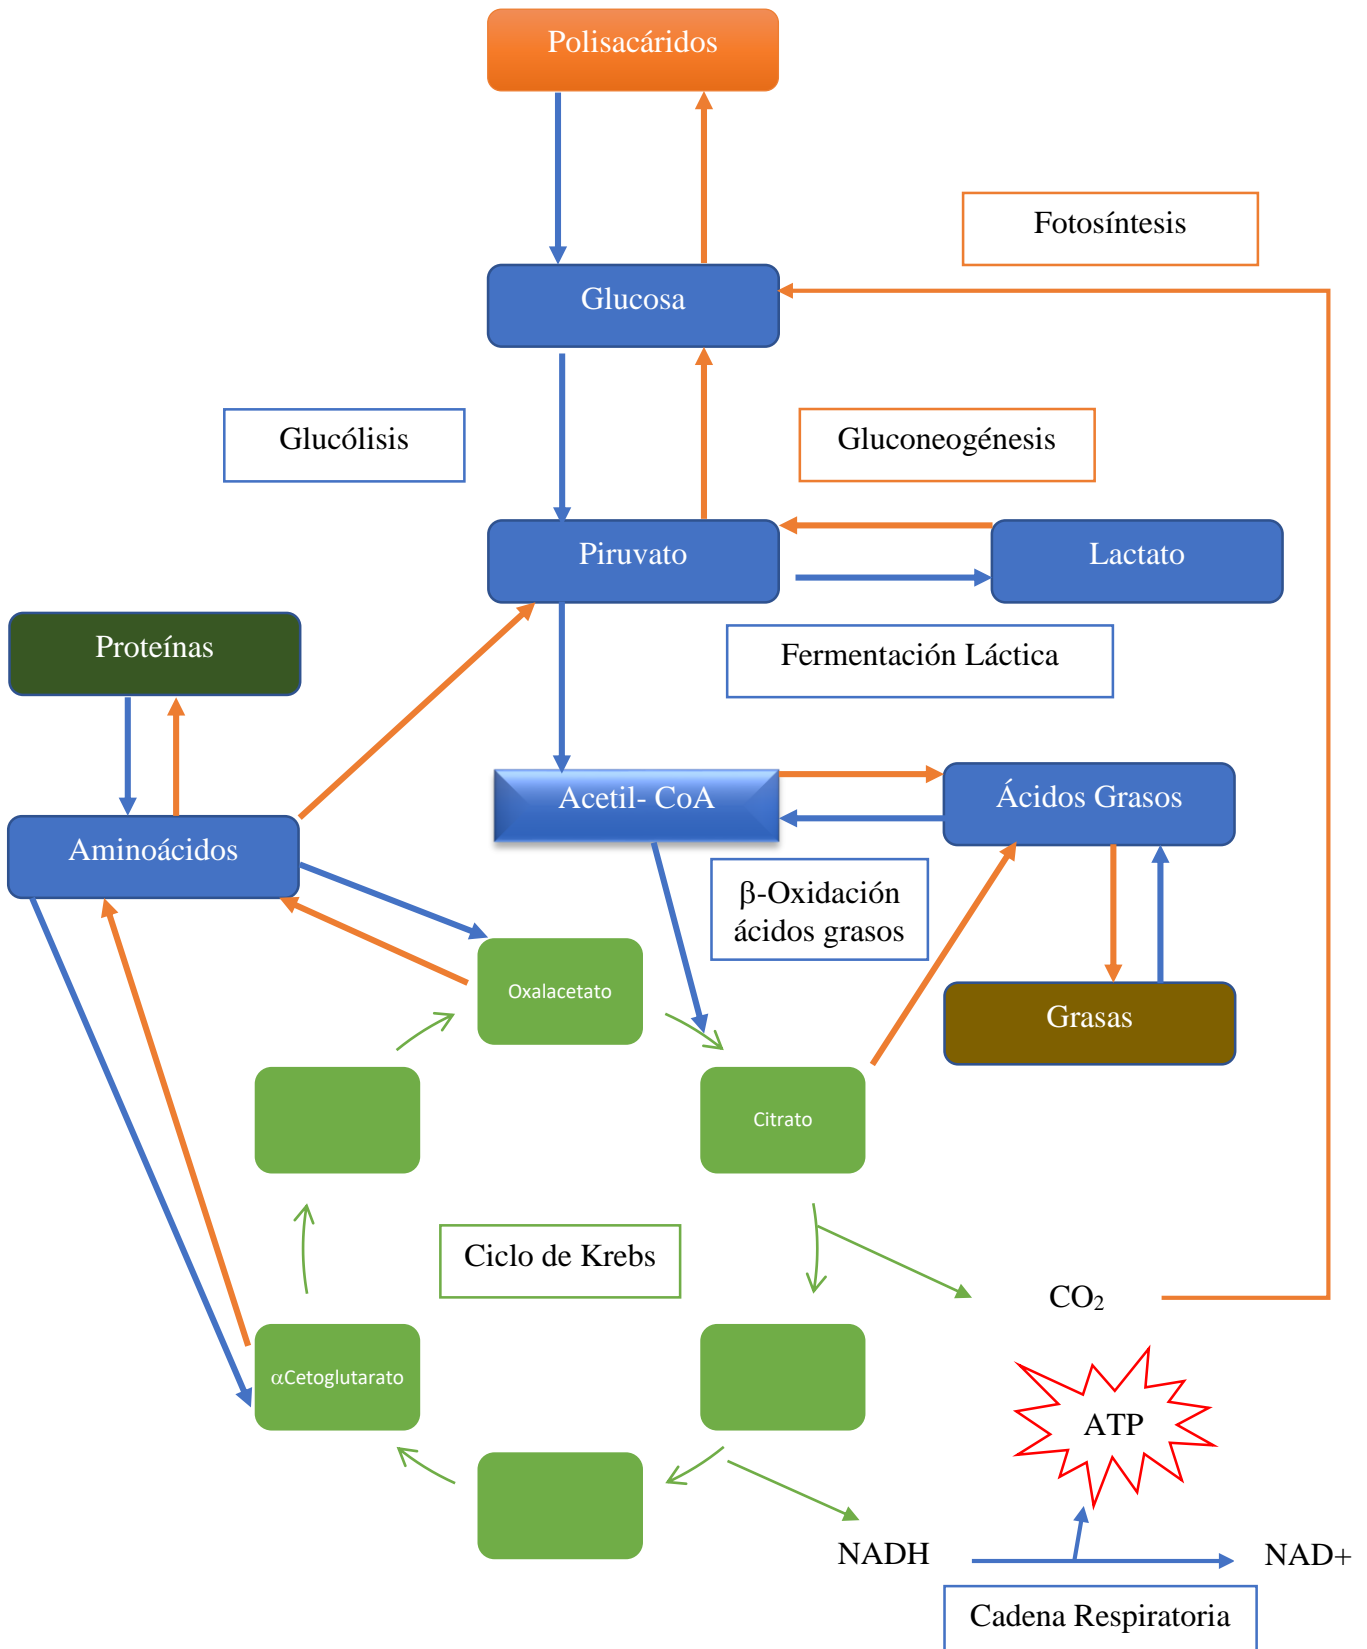 Polisacáridos
Fotosíntesis
Glucosa
Glucólisis
Gluconeogénesis
Piruvato
Lactato
Proteínas
Fermentación Láctica
Acetil- CoA
Ácidos Grasos
Aminoácidos
β-Oxidación
ácidos grasos
Oxalacetato
Grasas
Citrato
Ciclo de Krebs
CO₂
αCetoglutarato
ATP
NADH
NAD+
Cadena Respiratoria